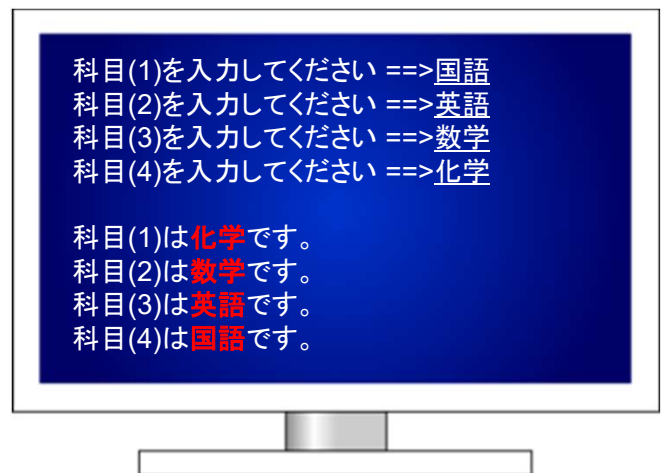 科目(1)を入力してください ==>国語
科目(2)を入力してください ==>英語
科目(3)を入力してください ==>数学
科目(4)を入力してください ==>化学
科目(1)は化学です。
科目(2)は数学です。
科目(3)は英語です。
科目(4)は国語です。